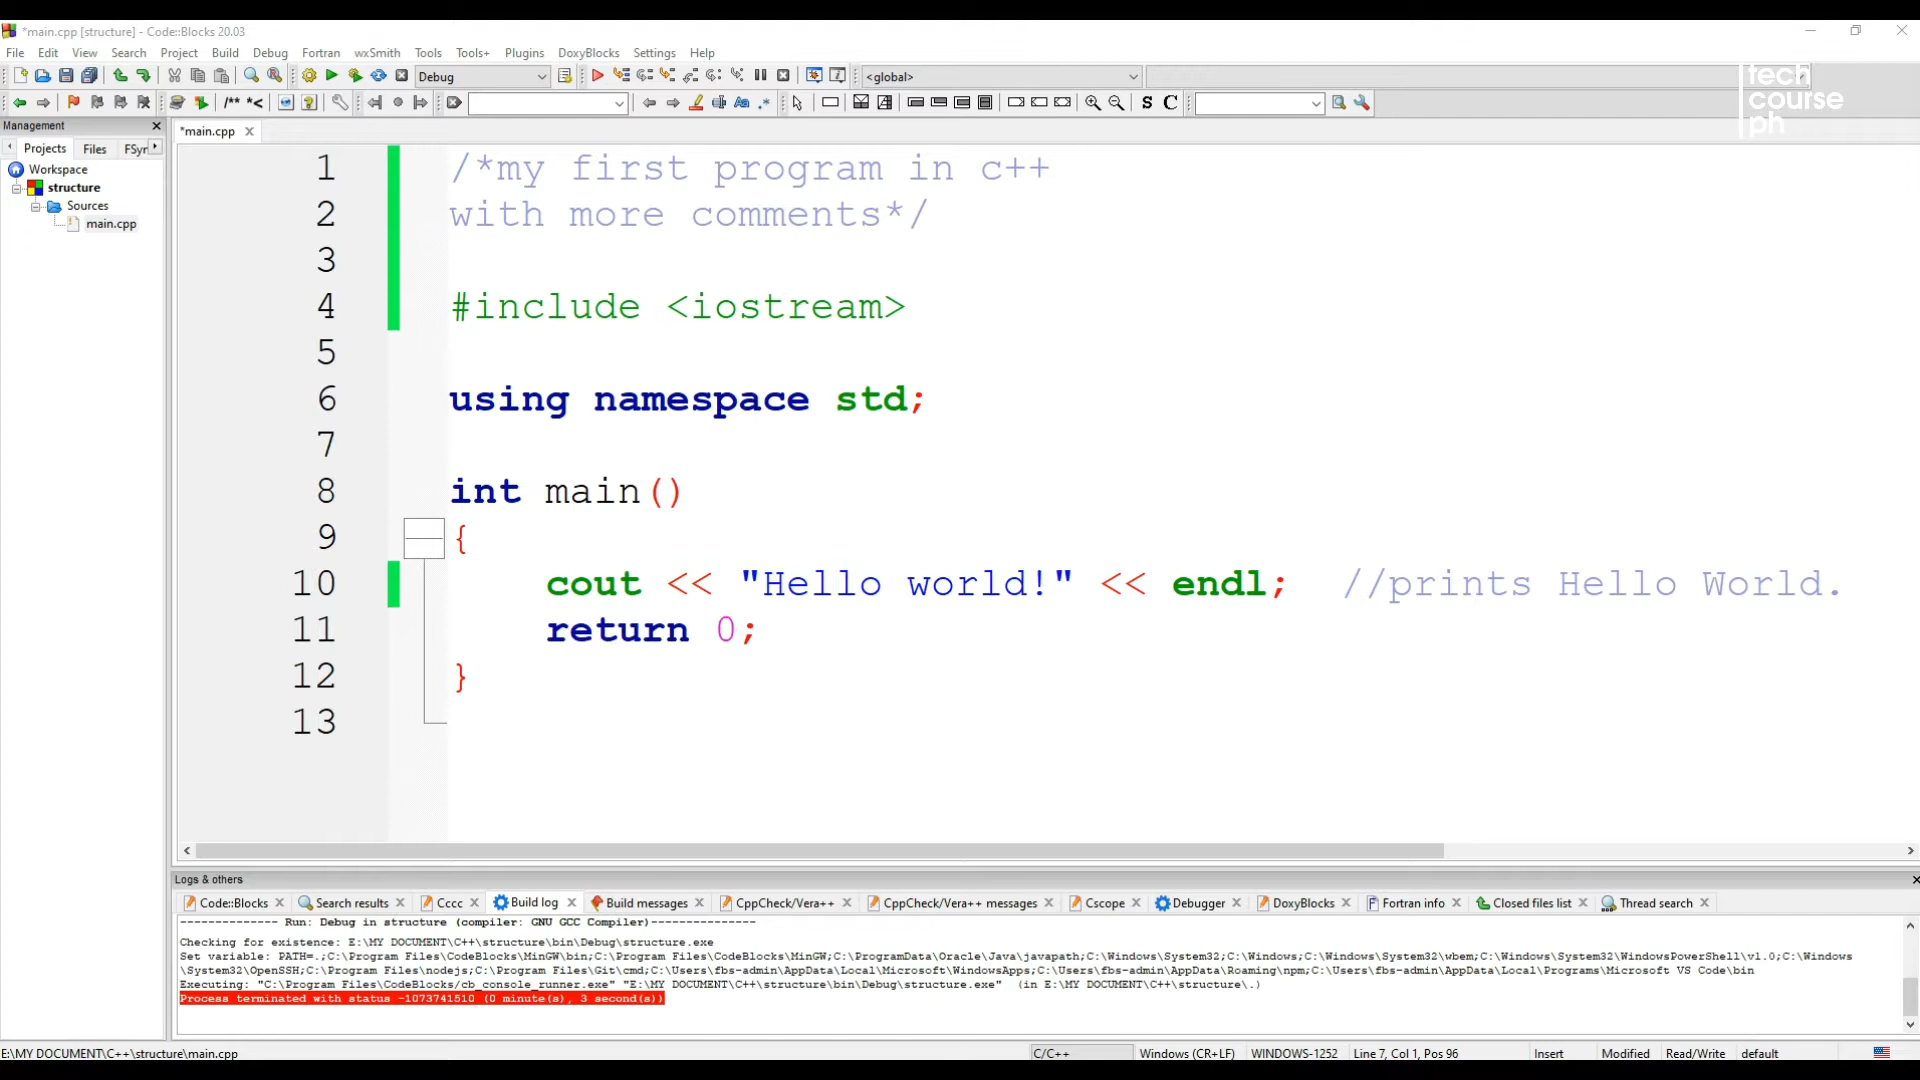 *main.cpp [structure] - Code::Blocks 20.03
File Edit View Search Project Build Debug Fortran wxSmith Tools Tools+ Plugins DoxyBlocks Settings Help
Debug <global>
/** *< .* S C
tech
course
ph
Management
*main.cpp
Projects Files FSyr
Workspace
structure
Sources
main.cpp
1 /*my first program in c++
2 with more comments*/
3
4 #include <iostream>
5
6 using namespace std;
7
8 int main()
9 {
10 cout << "Hello world!" << endl; //prints Hello World.
11 return 0;
12 }
13
Logs & others
Code::Blocks Search results Cccc Build log Build messages CppCheck/Vera++ CppCheck/Vera++ messages Cscope Debugger DoxyBlocks Fortran info Closed files list Thread search
-------------- Run: Debug in structure (compiler: GNU GCC Compiler)---------------
Checking for existence: E:\MY DOCUMENT\C++\structure\bin\Debug\structure.exe
Set variable: PATH=.;C:\Program Files\CodeBlocks\MinGW\bin;C:\Program Files\CodeBlocks\MinGW;C:\ProgramData\Oracle\Java\javapath;C:\Windows\System32;C:\Windows;C:\Windows\System32\wbem;C:\Windows\System32\WindowsPowerShell\v1.0;C:\Windows
\System32\OpenSSH;C:\Program Files\nodejs;C:\Program Files\Git\cmd;C:\Users\fbs-admin\AppData\Local\Microsoft\WindowsApps;C:\Users\fbs-admin\AppData\Roaming\npm;C:\Users\fbs-admin\AppData\Local\Programs\Microsoft VS Code\bin
Executing: "C:\Program Files\CodeBlocks/cb_console_runner.exe" "E:\MY DOCUMENT\C++\structure\bin\Debug\structure.exe" (in E:\MY DOCUMENT\C++\structure\.)
Process terminated with status -1073741510 (0 minute(s), 3 second(s))
E:\MY DOCUMENT\C++\structure\main.cpp C/C++ Windows (CR+LF) WINDOWS-1252 Line 7, Col 1, Pos 96 Insert Modified Read/Write default